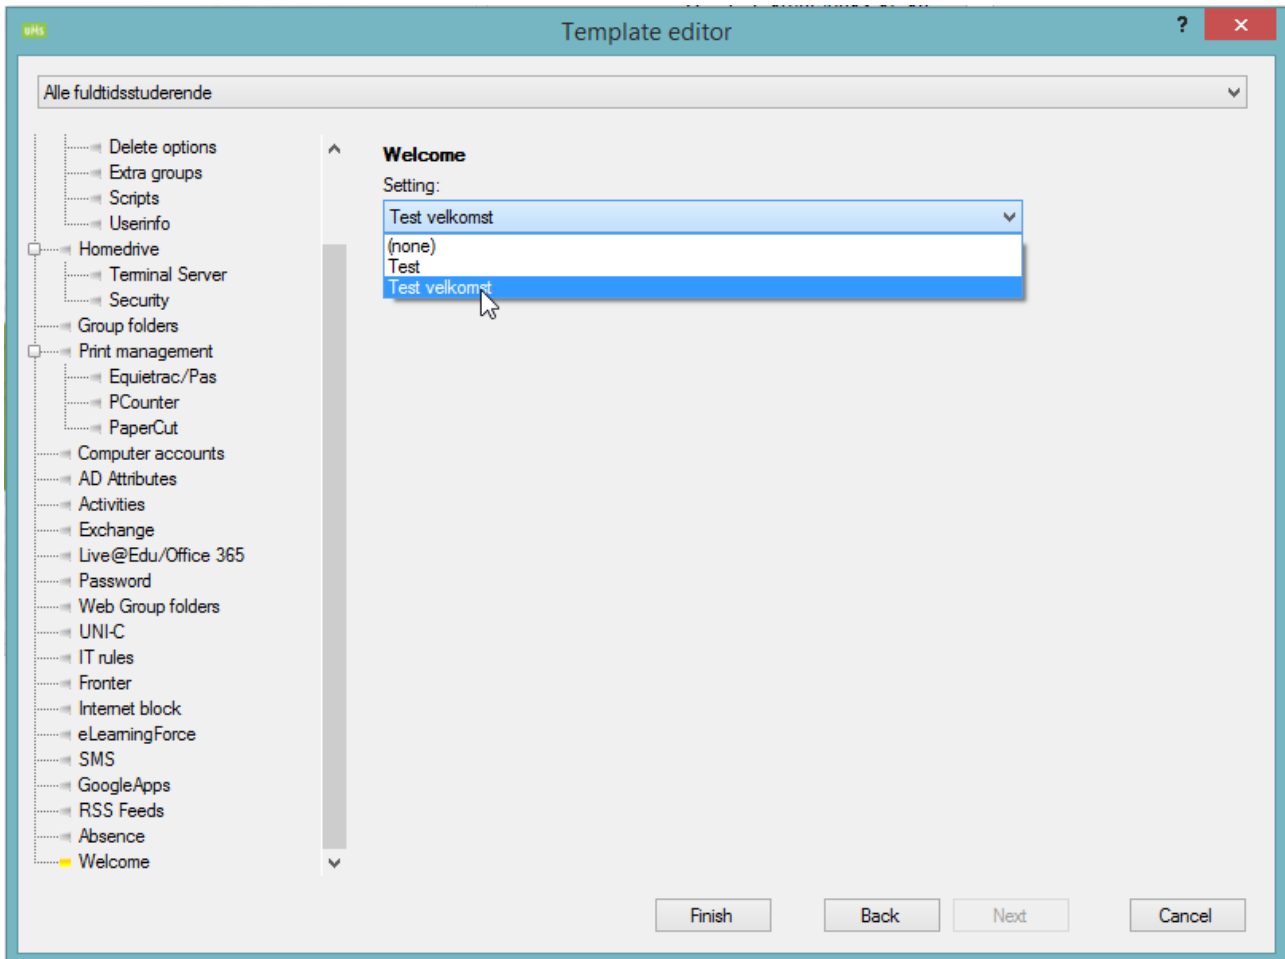 uMs
Template editor
?
Alle fuldtidsstuderende
Delete options
Extra groups
Scripts
Userinfo
Homedrive
Terminal Server
Security
Group folders
Print management
Equietrac/Pas
PCounter
PaperCut
Computer accounts
AD Attributes
Activities
Exchange
Live@Edu/Office 365
Password
Web Group folders
UNI-C
IT rules
Fronter
Internet block
eLearningForce
SMS
GoogleApps
RSS Feeds
Absence
Welcome
Welcome
Setting:
Test velkomst
(none)
Test
Test velkomst
Finish
Back
Next
Cancel